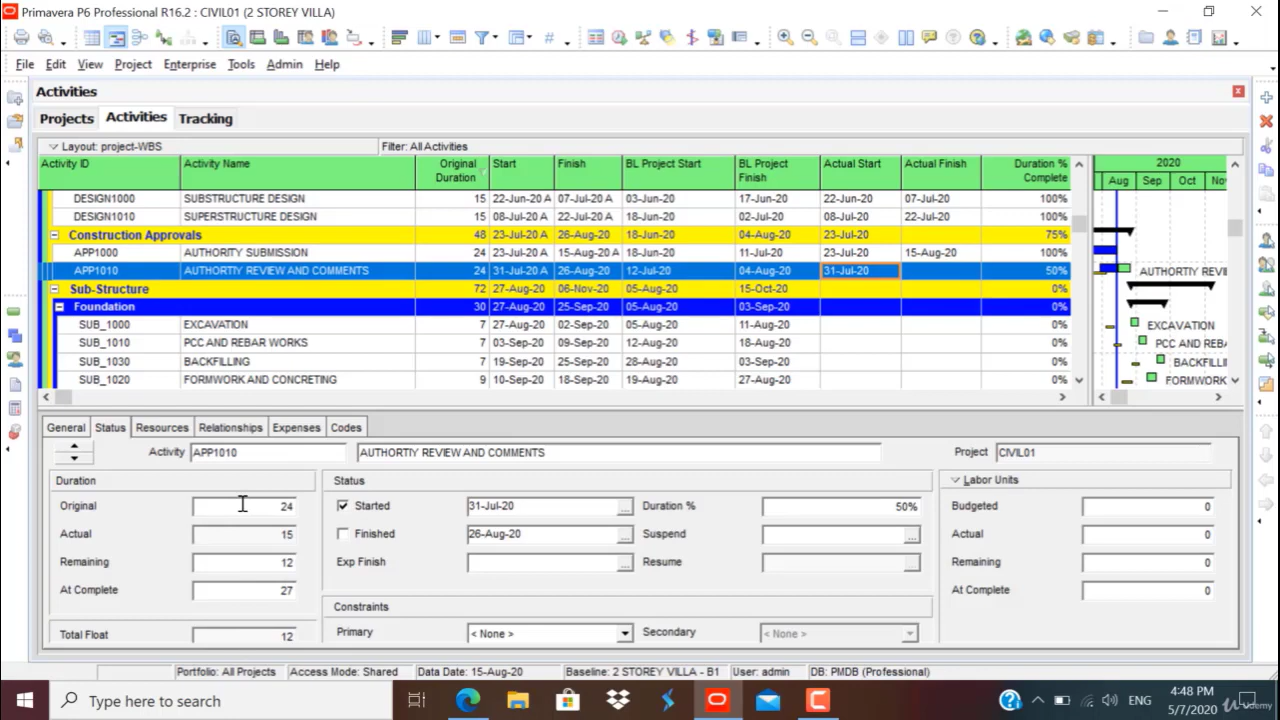 Primavera P6 Professional R16.2 : CIVIL01 (2 STOREY VILLA)
File Edit View Project Enterprise Tools Admin Help
Activities
Projects Activities Tracking
Layout: project-WBS Filter: All Activities
Activity ID Activity Name Original Duration Start Finish BL Project Start BL Project Finish Actual Start Actual Finish Duration % Complete 2020
Aug Sep Oct Nov
DESIGN1000 SUBSTRUCTURE DESIGN 15 22-Jun-20 A 07-Jul-20 A 03-Jun-20 17-Jun-20 22-Jun-20 07-Jul-20 100%
DESIGN1010 SUPERSTRUCTURE DESIGN 15 08-Jul-20 A 22-Jul-20 A 18-Jun-20 02-Jul-20 08-Jul-20 22-Jul-20 100%
Construction Approvals 48 23-Jul-20 A 26-Aug-20 18-Jun-20 04-Aug-20 23-Jul-20 75%
APP1000 AUTHORITY SUBMISSION 24 23-Jul-20 A 15-Aug-20 A 18-Jun-20 11-Jul-20 23-Jul-20 15-Aug-20 100%
APP1010 AUTHORTIY REVIEW AND COMMENTS 24 31-Jul-20 A 26-Aug-20 12-Jul-20 04-Aug-20 31-Jul-20 50% AUTHORTIY REVIE
Sub-Structure 72 27-Aug-20 06-Nov-20 05-Aug-20 15-Oct-20 0%
Foundation 30 27-Aug-20 25-Sep-20 05-Aug-20 03-Sep-20 0%
SUB_1000 EXCAVATION 7 27-Aug-20 02-Sep-20 05-Aug-20 11-Aug-20 0% EXCAVATION
SUB_1010 PCC AND REBAR WORKS 7 03-Sep-20 09-Sep-20 12-Aug-20 18-Aug-20 0% PCC AND REBA
SUB_1030 BACKFILLING 7 19-Sep-20 25-Sep-20 28-Aug-20 03-Sep-20 0% BACKFILLIN
SUB_1020 FORMWORK AND CONCRETING 9 10-Sep-20 18-Sep-20 19-Aug-20 27-Aug-20 0% FORMWORK
General Status Resources Relationships Expenses Codes
Activity APP1010 AUTHORTIY REVIEW AND COMMENTS Project CIVIL01
Duration Status Labor Units
Original 24 Started 31-Jul-20 ... Duration % 50% Budgeted 0
Actual 15 Finished 26-Aug-20 ... Suspend ... Actual 0
Remaining 12 Exp Finish ... Resume ... Remaining 0
At Complete 27 At Complete 0
Constraints
Total Float 12 Primary < None > Secondary < None >
Portfolio: All Projects Access Mode: Shared Data Date: 15-Aug-20 Baseline: 2 STOREY VILLA - B1 User: admin DB: PMDB (Professional)
Type here to search ENG 4:48 PM
5/7/2020
Udemy